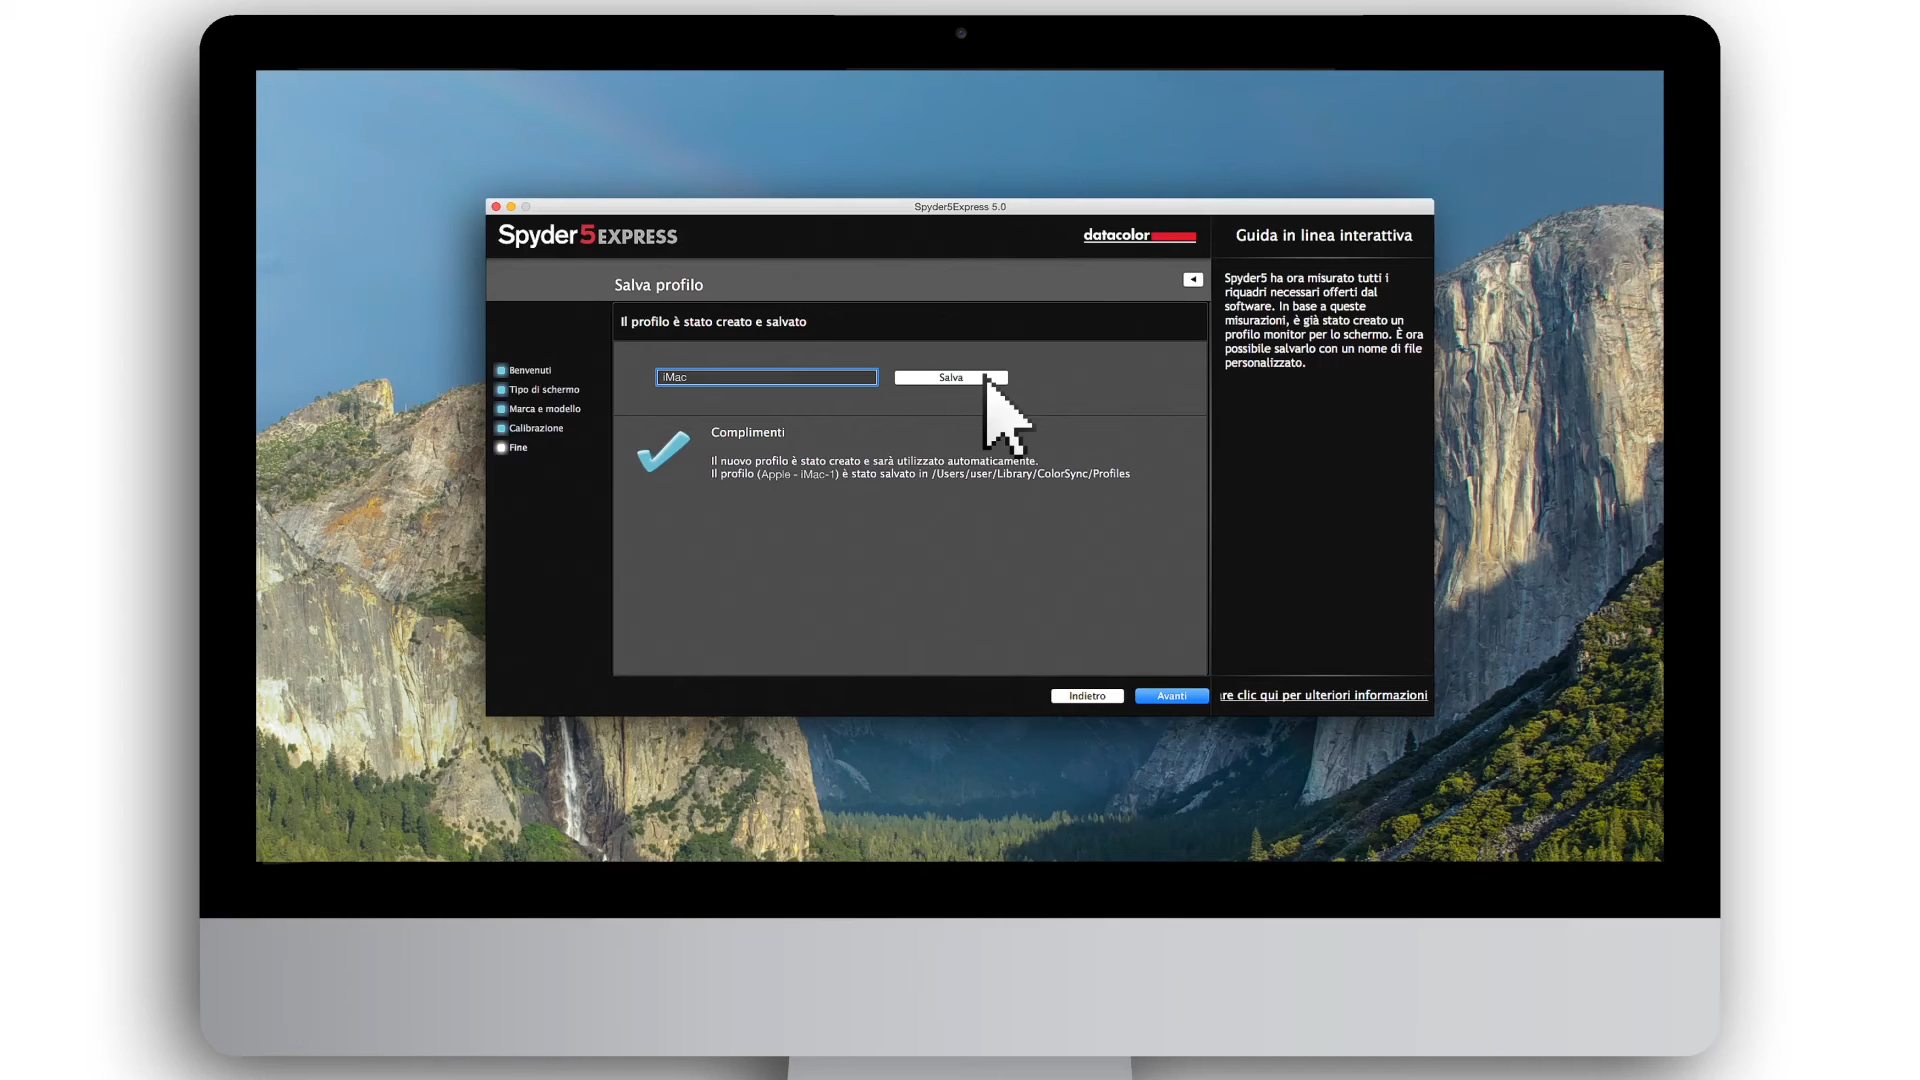 Spyder5Express 5.0
Spyder5EXPRESS
datacolor
Guida in linea interattiva
Salva profilo
Il profilo è stato creato e salvato
Spyder5 ha ora misurato tutti i
riquadri necessari offerti dal
software. In base a queste
misurazioni, è già stato creato un
profilo monitor per lo schermo. È ora
possibile salvarlo con un nome di file
personalizzato.
Benvenuti
Tipo di schermo
Marca e modello
Calibrazione
Fine
iMac
Salva
Complimenti
Il nuovo profilo è stato creato e sarà utilizzato automaticamente.
Il profilo (Apple - iMac-1) è stato salvato in /Users/user/Library/ColorSync/Profiles
Indietro
Avanti
re clic qui per ulteriori informazioni